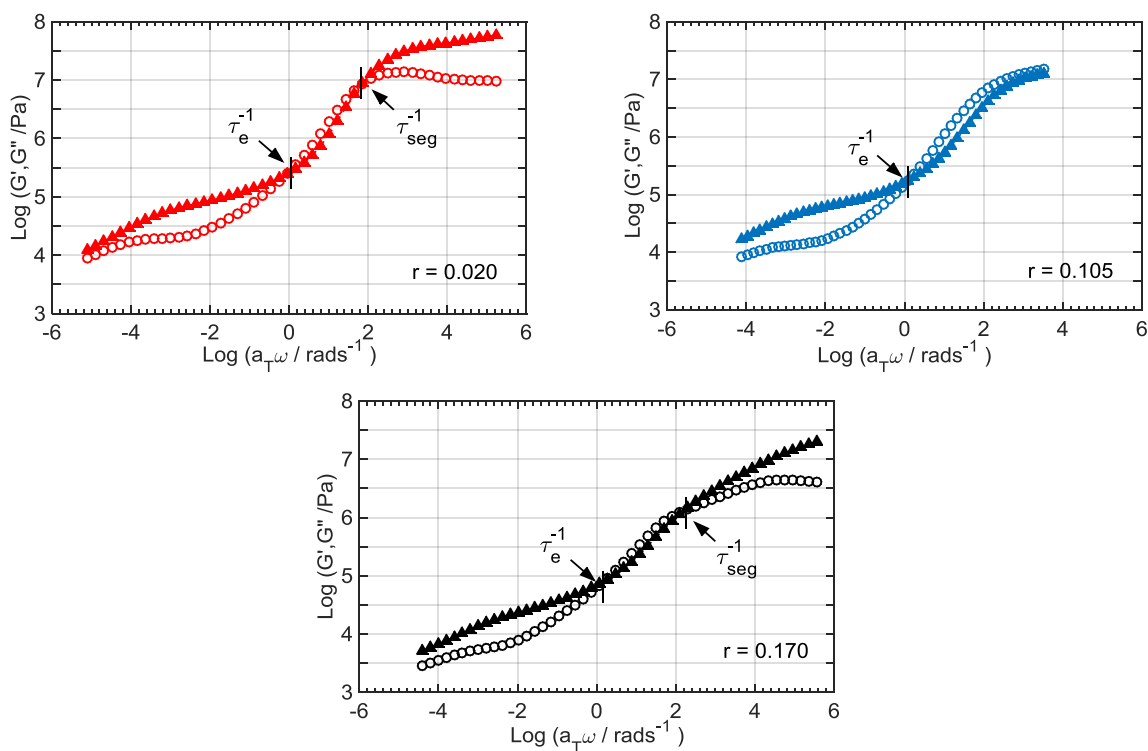 8
7
6
5
4
3
Log (G',G" /Pa)
τe-1
τseg-1
r = 0.020
-6 -4 -2 0 2 4 6
Log (aTω / rads-1 )
8
7
6
5
4
3
Log (G',G" /Pa)
τe-1
r = 0.105
-6 -4 -2 0 2 4 6
Log (aTω / rads-1 )
8
7
6
5
4
3
Log (G',G" /Pa)
τe-1
τseg-1
r = 0.170
-6 -4 -2 0 2 4 6
Log (aTω / rads-1 )